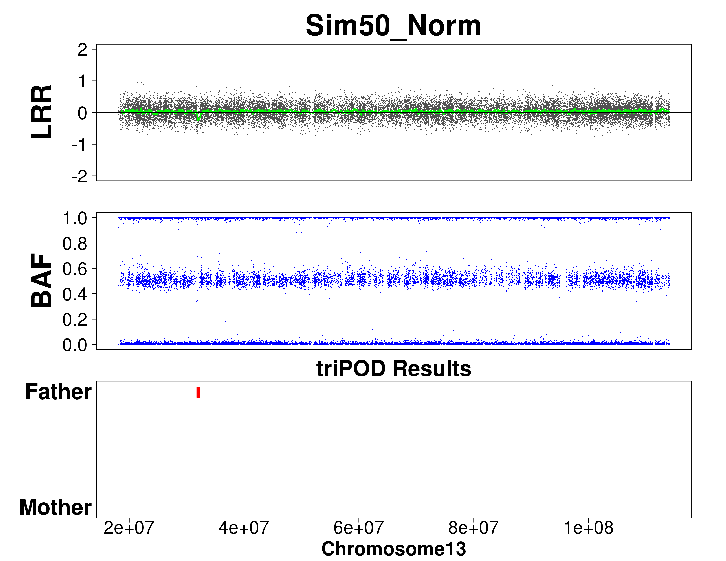 Sim50_Norm
2
1
0
-1
-2
LRR
1.0
0.8
0.6
0.4
0.2
0.0
BAF
triPOD Results
Father
Mother
2e+07 4e+07 6e+07 8e+07 1e+08
Chromosome13